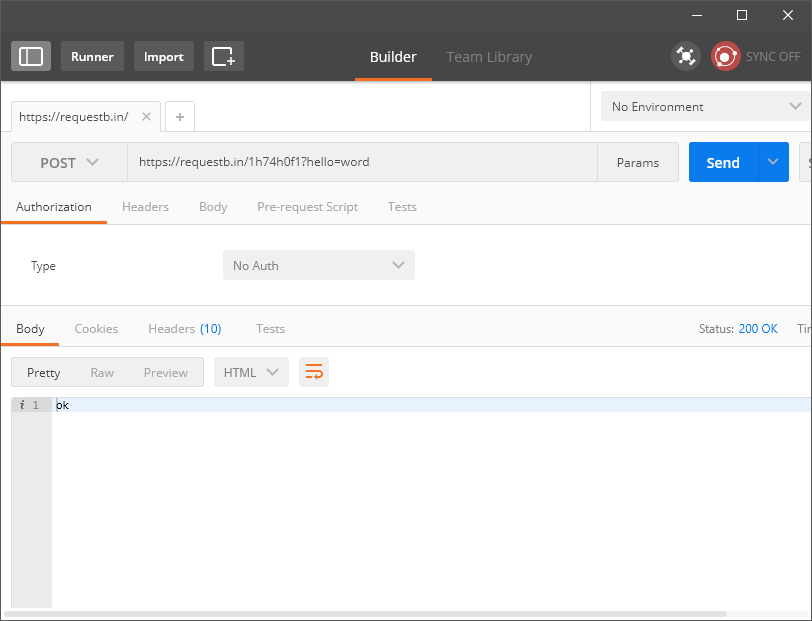 Runner Import Builder Team Library SYNC OFF
https://requestb.in/ No Environment
POST https://requestb.in/1h74h0f1?hello=word Params Send
Authorization Headers Body Pre-request Script Tests
Type No Auth
Body Cookies Headers (10) Tests Status: 200 OK
Pretty Raw Preview HTML
i 1 ok